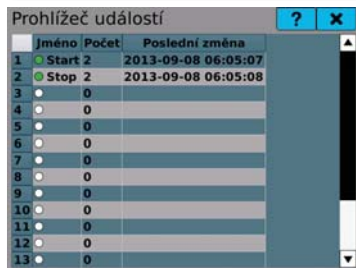 Prohlížeč událostí ? ×
Jméno Počet Poslední změna
1 Start 2 2013-09-08 06:05:07
2 Stop 2 2013-09-08 06:05:08
3 0
4 0
5 0
6 0
7 0
8 0
9 0
10 0
11 0
12 0
13 0